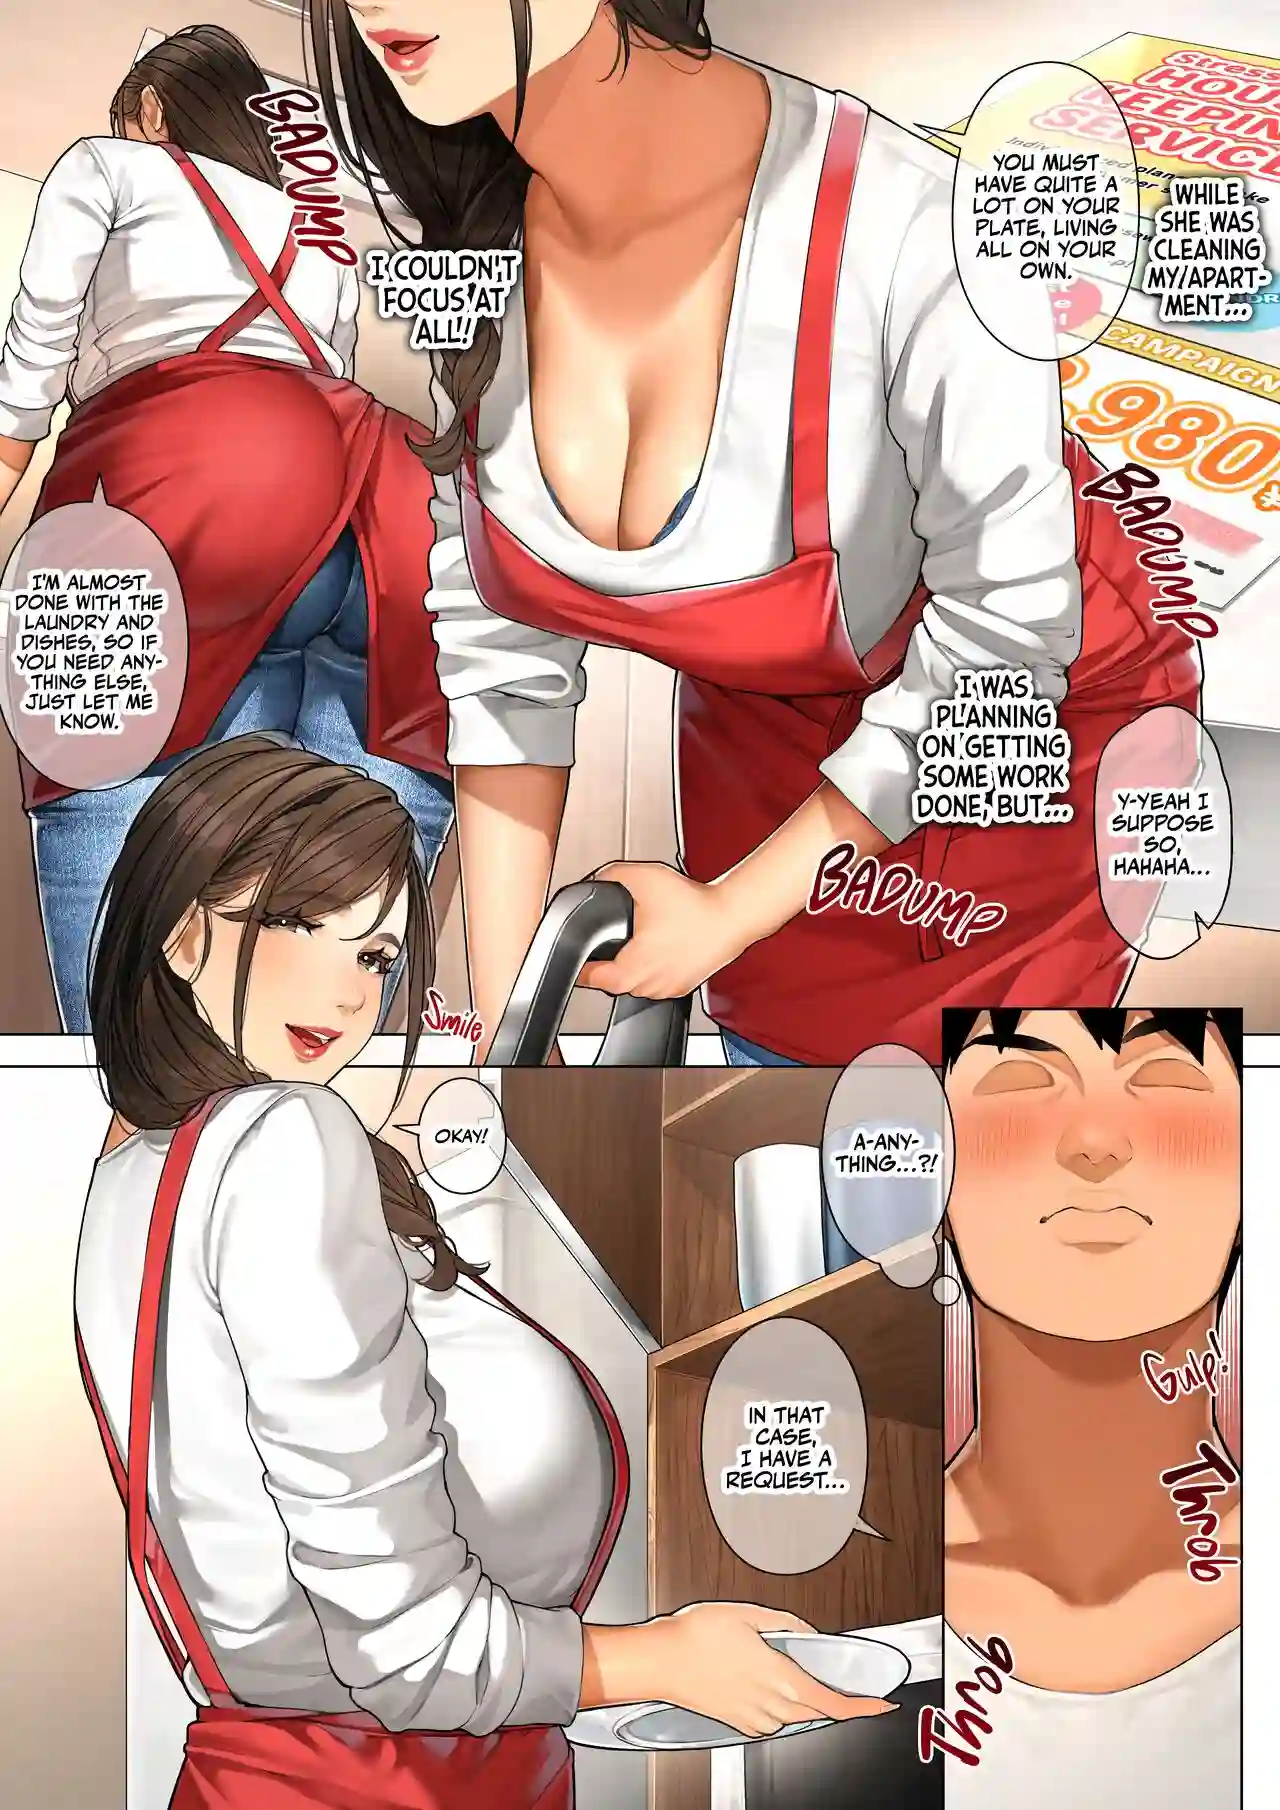 Stress
HOUS
KEEPIN
SERVIC
WHILE
SHE WAS
CLEANING
MY/APART-
MENT...
YOU MUST
HAVE QUITE A
LOT ON YOUR
PLATE, LIVING
ALL ON YOUR
OWN.
CAMPAIGN
980
¥
BADUMP
I COULDN'T
FOCUS AT
ALL!!
BADUMP
I WAS
PLANNING
ON GETTING
SOME WORK
DONE, BUT...
Y-YEAH I
SUPPOSE
SO,
HAHAHA...
BADUMP
I'M ALMOST
DONE WITH THE
LAUNDRY AND
DISHES, SO IF
YOU NEED ANY-
THING ELSE,
JUST LET ME
KNOW.
Smile
A-ANY-
THING...?!
Gulp!
Throb
Throb
IN THAT
CASE,
I HAVE A
REQUEST...
OKAY!